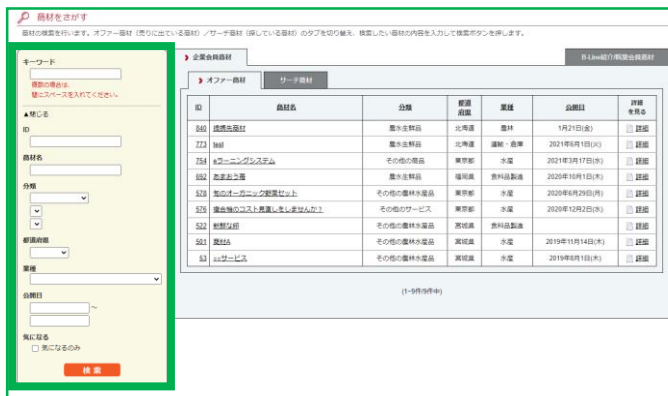 商材をさがす
商材の検索を行います。オファー商材（売りに出ている商材）／サーチ商材（探している商材）のタブを切り替え、検索したい商材の内容を入力して検索ボタンを押します。
キーワード
複数の場合は、
間にスペースを入れてください。
▲閉じる
ID
商材名
分類
都道府県
業種
公開日
～
気になる
気になるのみ
検索
企業会員商材
オファー商材 サーチ商材
ID 商材名 分類 都道府県 業種 公開日 詳細を見る
840 提携先商材 農水生鮮品 北海道 農林 1月21日(金) 詳細
773 test 農水生鮮品 北海道 運輸・倉庫 2021年6月1日(火) 詳細
754 eラーニングシステム その他の商品 東京都 水産 2021年3月17日(水) 詳細
692 あまおう苺 農水生鮮品 福岡県 食料品製造 2020年10月1日(木) 詳細
578 旬のオーガニック野菜セット その他の農林水産品 東京都 水産 2020年6月29日(月) 詳細
576 複合機のコスト見直しをしませんか？ その他のサービス 東京都 水産 2020年12月2日(水) 詳細
522 新鮮な卵 その他の農林水産品 宮城県 食料品製造 詳細
501 商材A その他の農林水産品 宮城県 水産 2019年11月14日(木) 詳細
53 ○○サービス その他の農林水産品 宮城県 水産 2019年8月1日(木) 詳細
(1~9件/9件中)